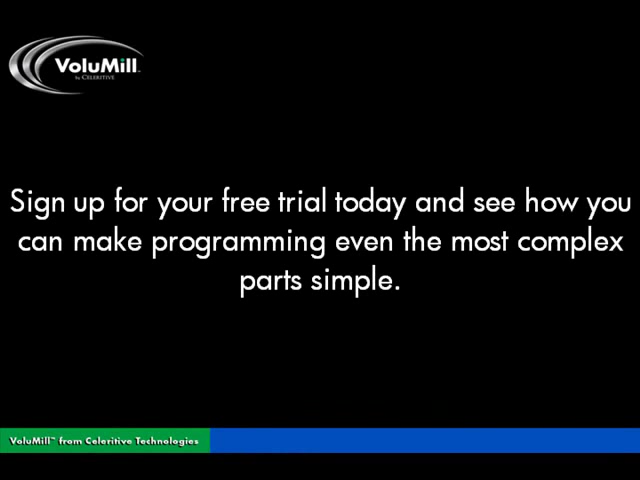 VoluMill™
by Celeritive
Sign up for your free trial today and see how you
can make programming even the most complex
parts simple.
VoluMill™ from Celeritive Technologies